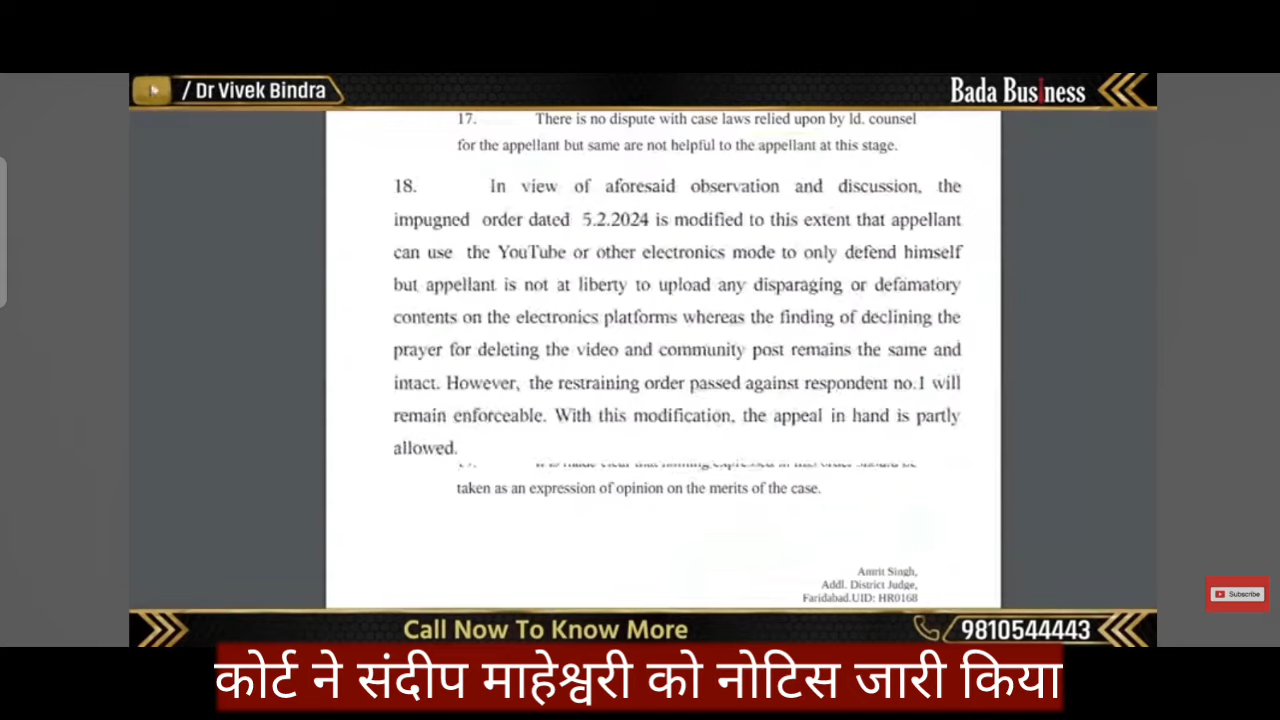 / Dr Vivek Bindra
Bada Business
17. There is no dispute with case laws relied upon by ld. counsel
for the appellant but same are not helpful to the appellant at this stage.
18. In view of aforesaid observation and discussion, the
impugned order dated 5.2.2024 is modified to this extent that appellant
can use the YouTube or other electronics mode to only defend himself
but appellant is not at liberty to upload any disparaging or defamatory
contents on the electronics platforms whereas the finding of declining the
prayer for deleting the video and community post remains the same and
intact. However, the restraining order passed against respondent no.1 will
remain enforceable. With this modification, the appeal in hand is partly
allowed.
taken as an expression of opinion on the merits of the case.
Amrit Singh,
Addl. District Judge,
Faridabad.UID: HR0168
Subscribe
Call Now To Know More
9810544443
कोर्ट ने संदीप माहेश्वरी को नोटिस जारी किया